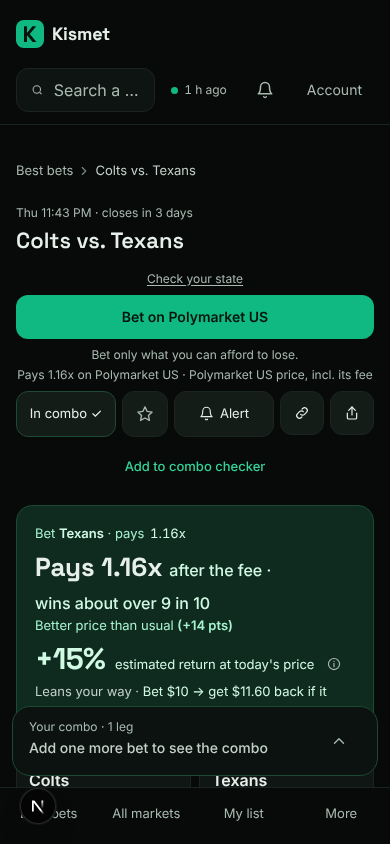 K Kismet
Search a ...
1 h ago
Account
Best bets > Colts vs. Texans
Thu 11:43 PM · closes in 3 days
Colts vs. Texans
Check your state
Bet on Polymarket US
Bet only what you can afford to lose.
Pays 1.16x on Polymarket US · Polymarket US price, incl. its fee
In combo ✓
Alert
Add to combo checker
Bet Texans · pays 1.16x
Pays 1.16x after the fee ·
wins about over 9 in 10
Better price than usual (+14 pts)
+15% estimated return at today's price
Leans your way · Bet $10 → get $11.60 back if it
Your combo · 1 leg
Add one more bet to see the combo
Colts
Texans
N
bets
All markets
My list
More